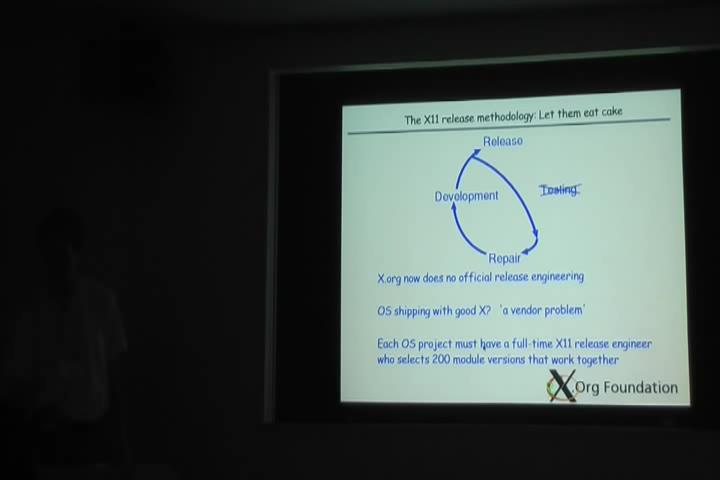 The X11 release methodology: Let them eat cake
Release
Development
Testing
Repair
X.org now does no official release engineering
OS shipping with good X? 'a vendor problem'
Each OS project must have a full-time X11 release engineer
who selects 200 module versions that work together
X.Org Foundation